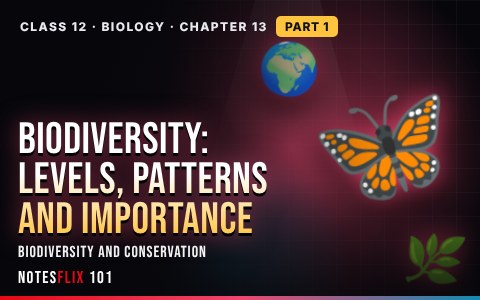 CLASS 12 · BIOLOGY · CHAPTER 13 PART 1
BIODIVERSITY:
LEVELS, PATTERNS
AND IMPORTANCE
BIODIVERSITY AND CONSERVATION
NOTESFLIX 101